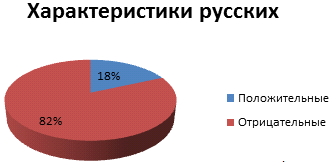 Характеристики русских
18%
82%
Положительные
Отрицательные